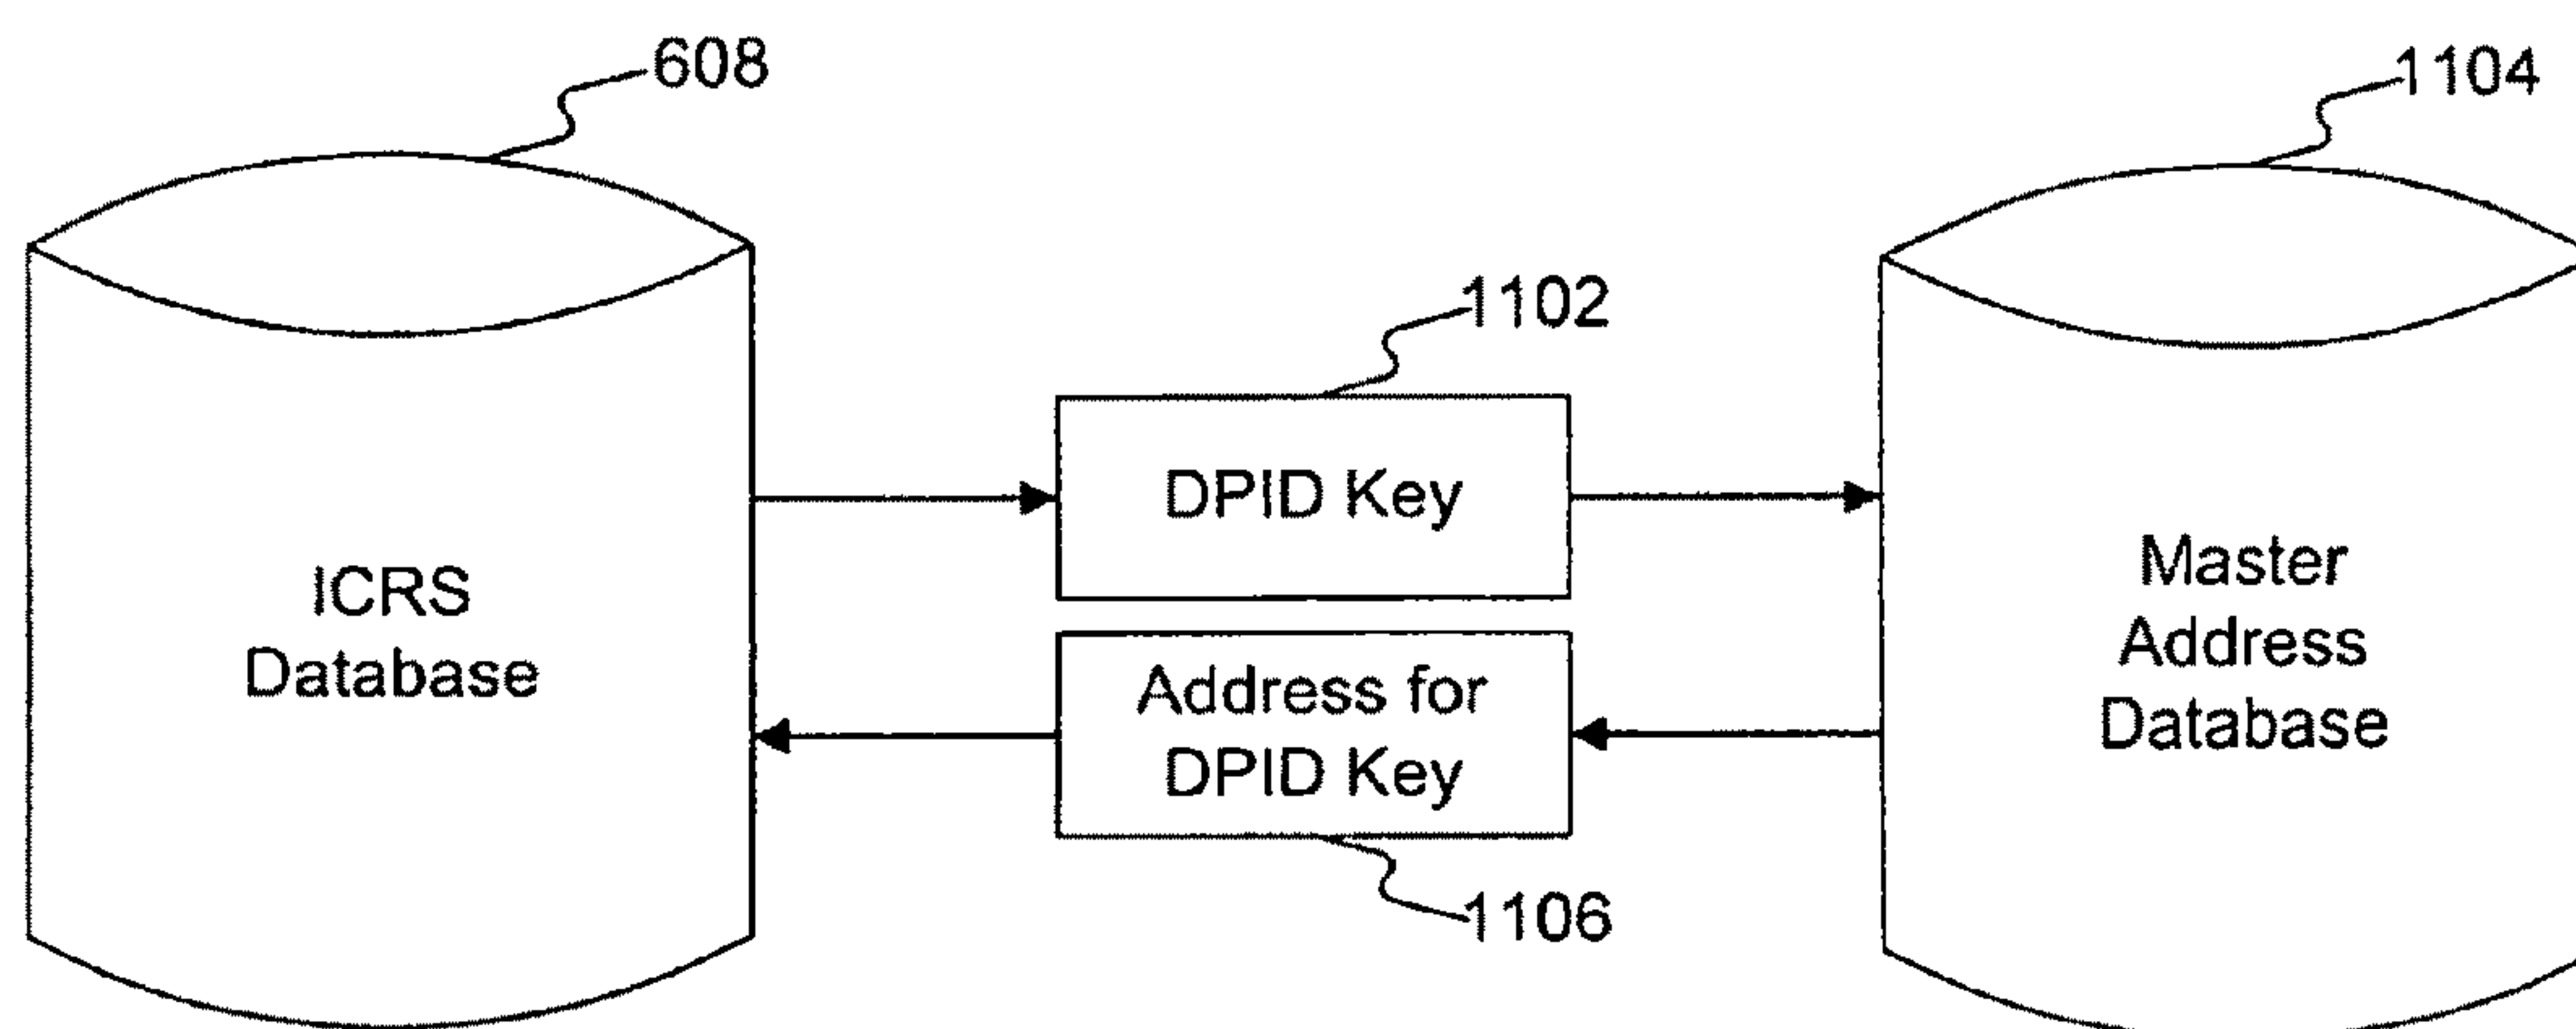 608
1104
1102
DPID Key
ICRS
Database
Master
Address
Database
Address for
DPID Key
1106